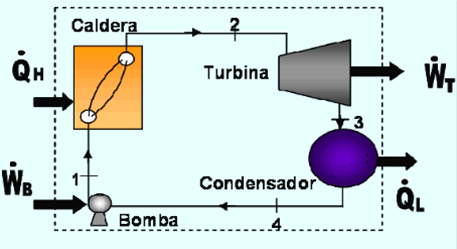 Caldera
2
Q̇H
Turbina
ẆT
3
1
ẆB
Condensador
Q̇L
Bomba
4